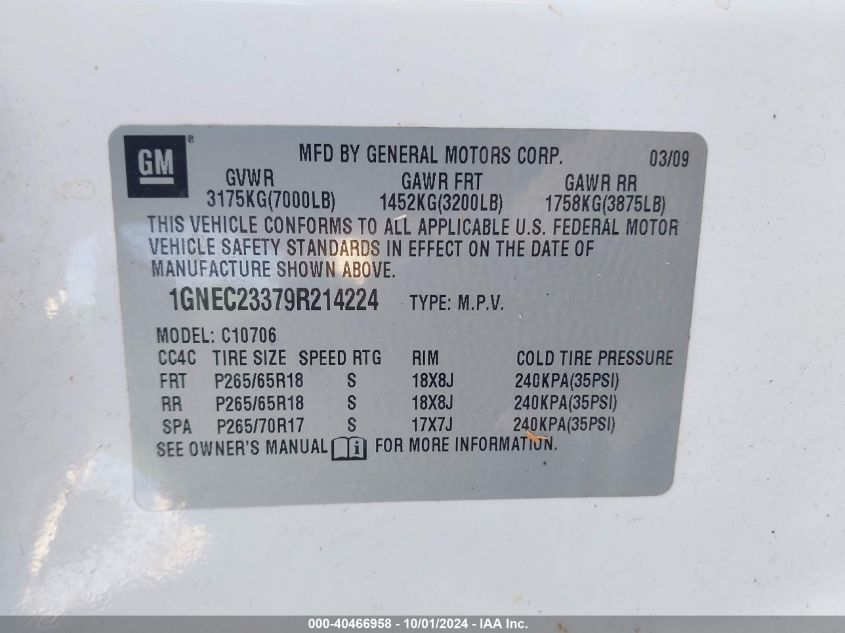 GM ®
MFD BY GENERAL MOTORS CORP. 03/09
GVWR GAWR FRT GAWR RR
3175KG(7000LB) 1452KG(3200LB) 1758KG(3875LB)
THIS VEHICLE CONFORMS TO ALL APPLICABLE U.S. FEDERAL MOTOR
VEHICLE SAFETY STANDARDS IN EFFECT ON THE DATE OF
MANUFACTURE SHOWN ABOVE.
1GNEC23379R214224 TYPE: M.P.V.
MODEL: C10706
CC4C TIRE SIZE SPEED RTG RIM COLD TIRE PRESSURE
FRT P265/65R18 S 18X8J 240KPA(35PSI)
RR P265/65R18 S 18X8J 240KPA(35PSI)
SPA P265/70R17 S 17X7J 240KPA(35PSI)
SEE OWNER'S MANUAL i FOR MORE INFORMATION.
000-40466958 - 10/01/2024 - IAA Inc.